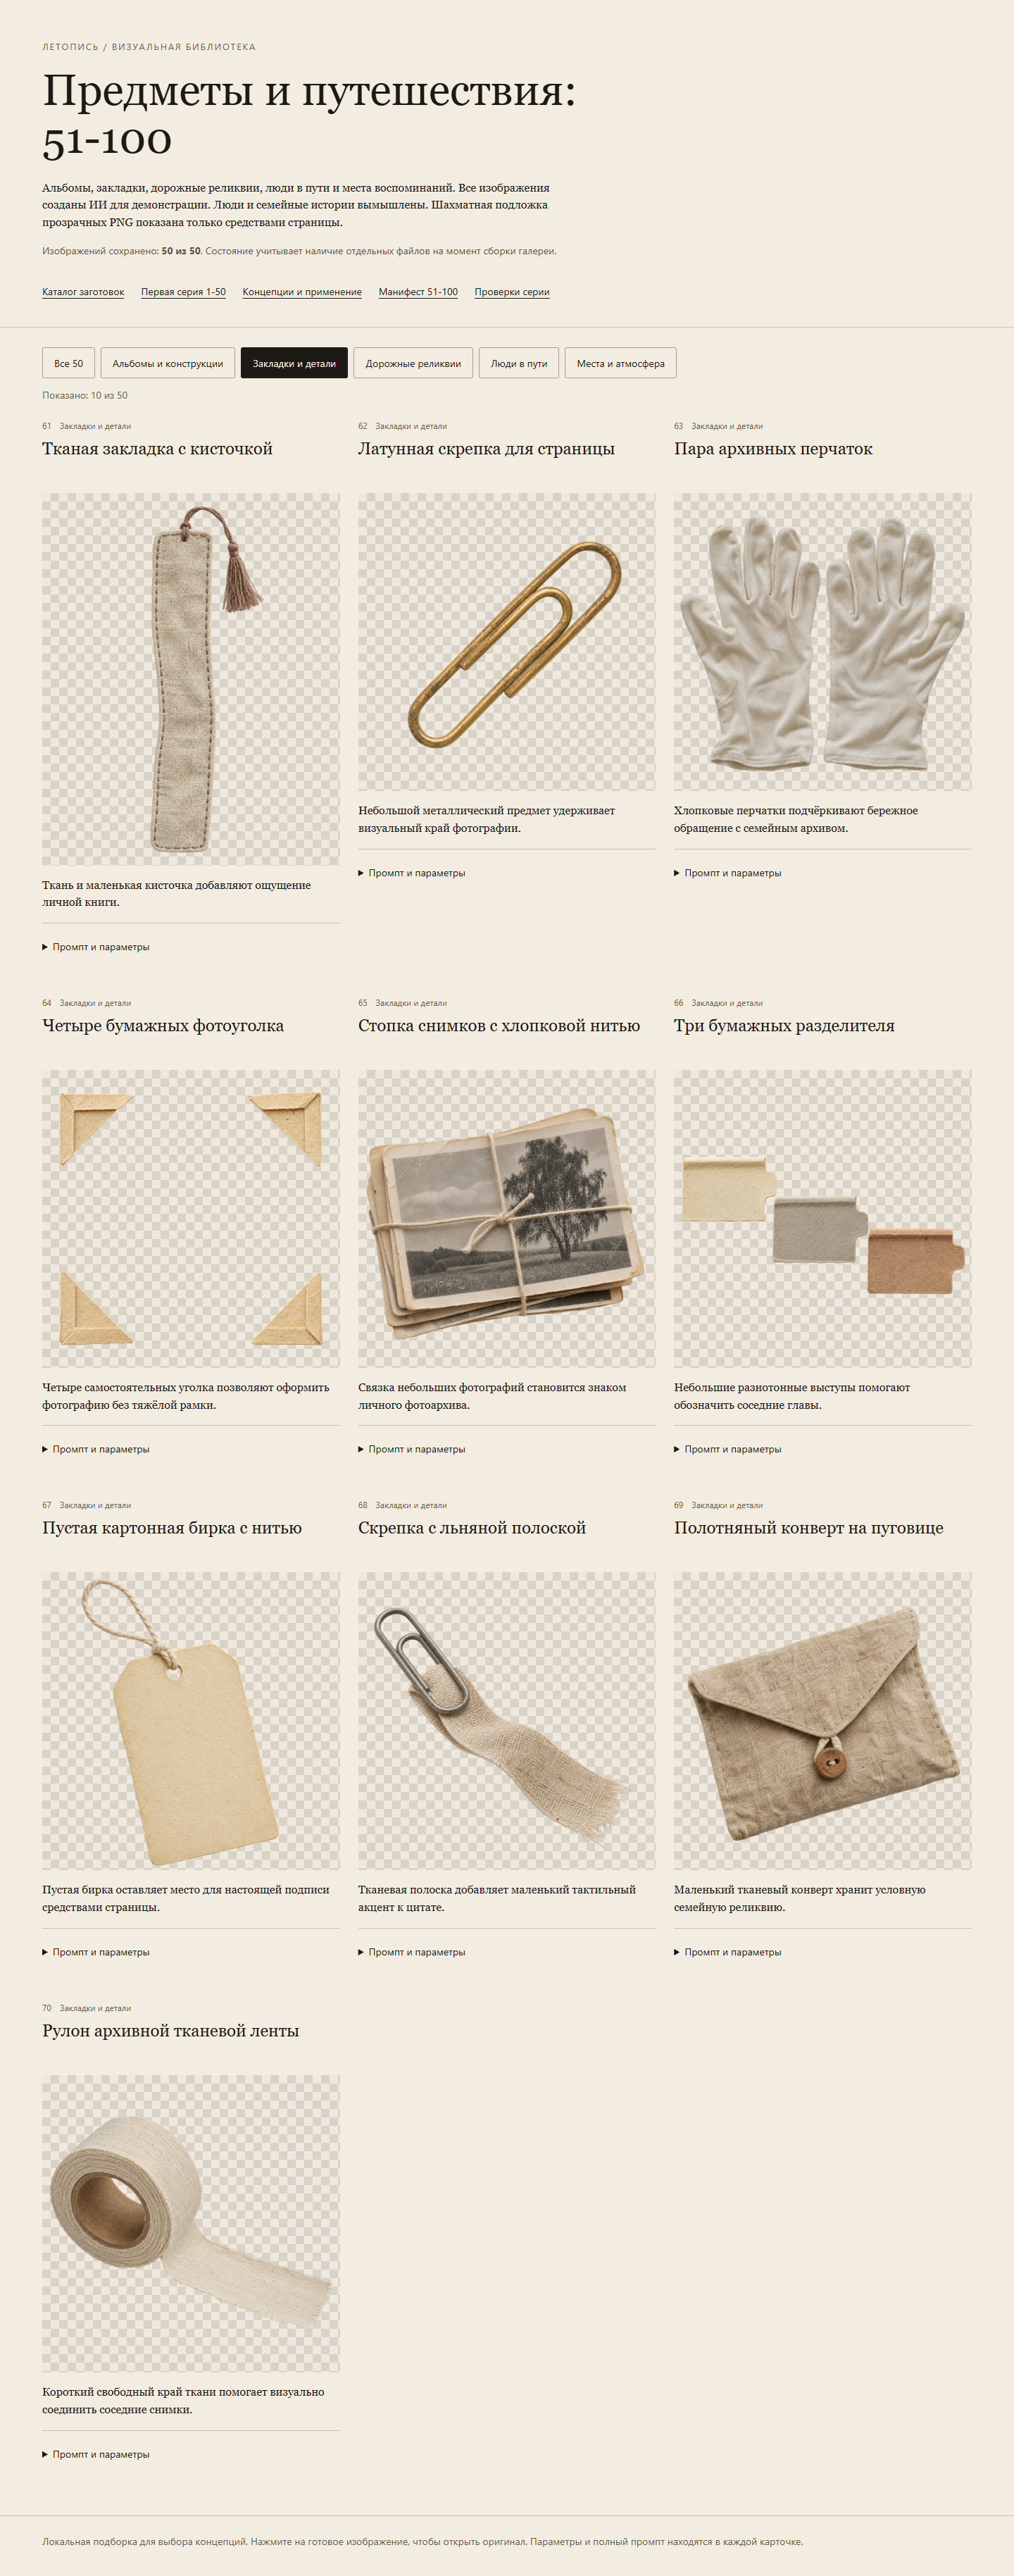 ЛЕТОПИСЬ / ВИЗУАЛЬНАЯ БИБЛИОТЕКА
Предметы и путешествия:
51-100
Альбомы, закладки, дорожные реликвии, люди в пути и места воспоминаний. Все изображения
созданы ИИ для демонстрации. Люди и семейные истории вымышлены. Шахматная подложка
прозрачных PNG показана только средствами страницы.
Изображений сохранено: 50 из 50. Состояние учитывает наличие отдельных файлов на момент сборки галереи.
Каталог заготовок Первая серия 1-50 Концепции и применение Манифест 51-100 Проверки серии
Все 50 Альбомы и конструкции Закладки и детали Дорожные реликвии Люди в пути Места и атмосфера
Показано: 10 из 50
61 Закладки и детали
Тканая закладка с кисточкой
Ткань и маленькая кисточка добавляют ощущение
личной книги.
▶ Промпт и параметры
62 Закладки и детали
Латунная скрепка для страницы
Небольшой металлический предмет удерживает
визуальный край фотографии.
▶ Промпт и параметры
63 Закладки и детали
Пара архивных перчаток
Хлопковые перчатки подчёркивают бережное
обращение с семейным архивом.
▶ Промпт и параметры
64 Закладки и детали
Четыре бумажных фотоуголка
Четыре самостоятельных уголка позволяют оформить
фотографию без тяжёлой рамки.
▶ Промпт и параметры
65 Закладки и детали
Стопка снимков с хлопковой нитью
Связка небольших фотографий становится знаком
личного фотоархива.
▶ Промпт и параметры
66 Закладки и детали
Три бумажных разделителя
Небольшие разнотонные выступы помогают
обозначить соседние главы.
▶ Промпт и параметры
67 Закладки и детали
Пустая картонная бирка с нитью
Пустая бирка оставляет место для настоящей подписи
средствами страницы.
▶ Промпт и параметры
68 Закладки и детали
Скрепка с льняной полоской
Тканевая полоска добавляет маленький тактильный
акцент к цитате.
▶ Промпт и параметры
69 Закладки и детали
Полотняный конверт на пуговице
Маленький тканевый конверт хранит условную
семейную реликвию.
▶ Промпт и параметры
70 Закладки и детали
Рулон архивной тканевой ленты
Короткий свободный край ткани помогает визуально
соединить соседние снимки.
▶ Промпт и параметры
Локальная подборка для выбора концепций. Нажмите на готовое изображение, чтобы открыть оригинал. Параметры и полный промпт находятся в каждой карточке.